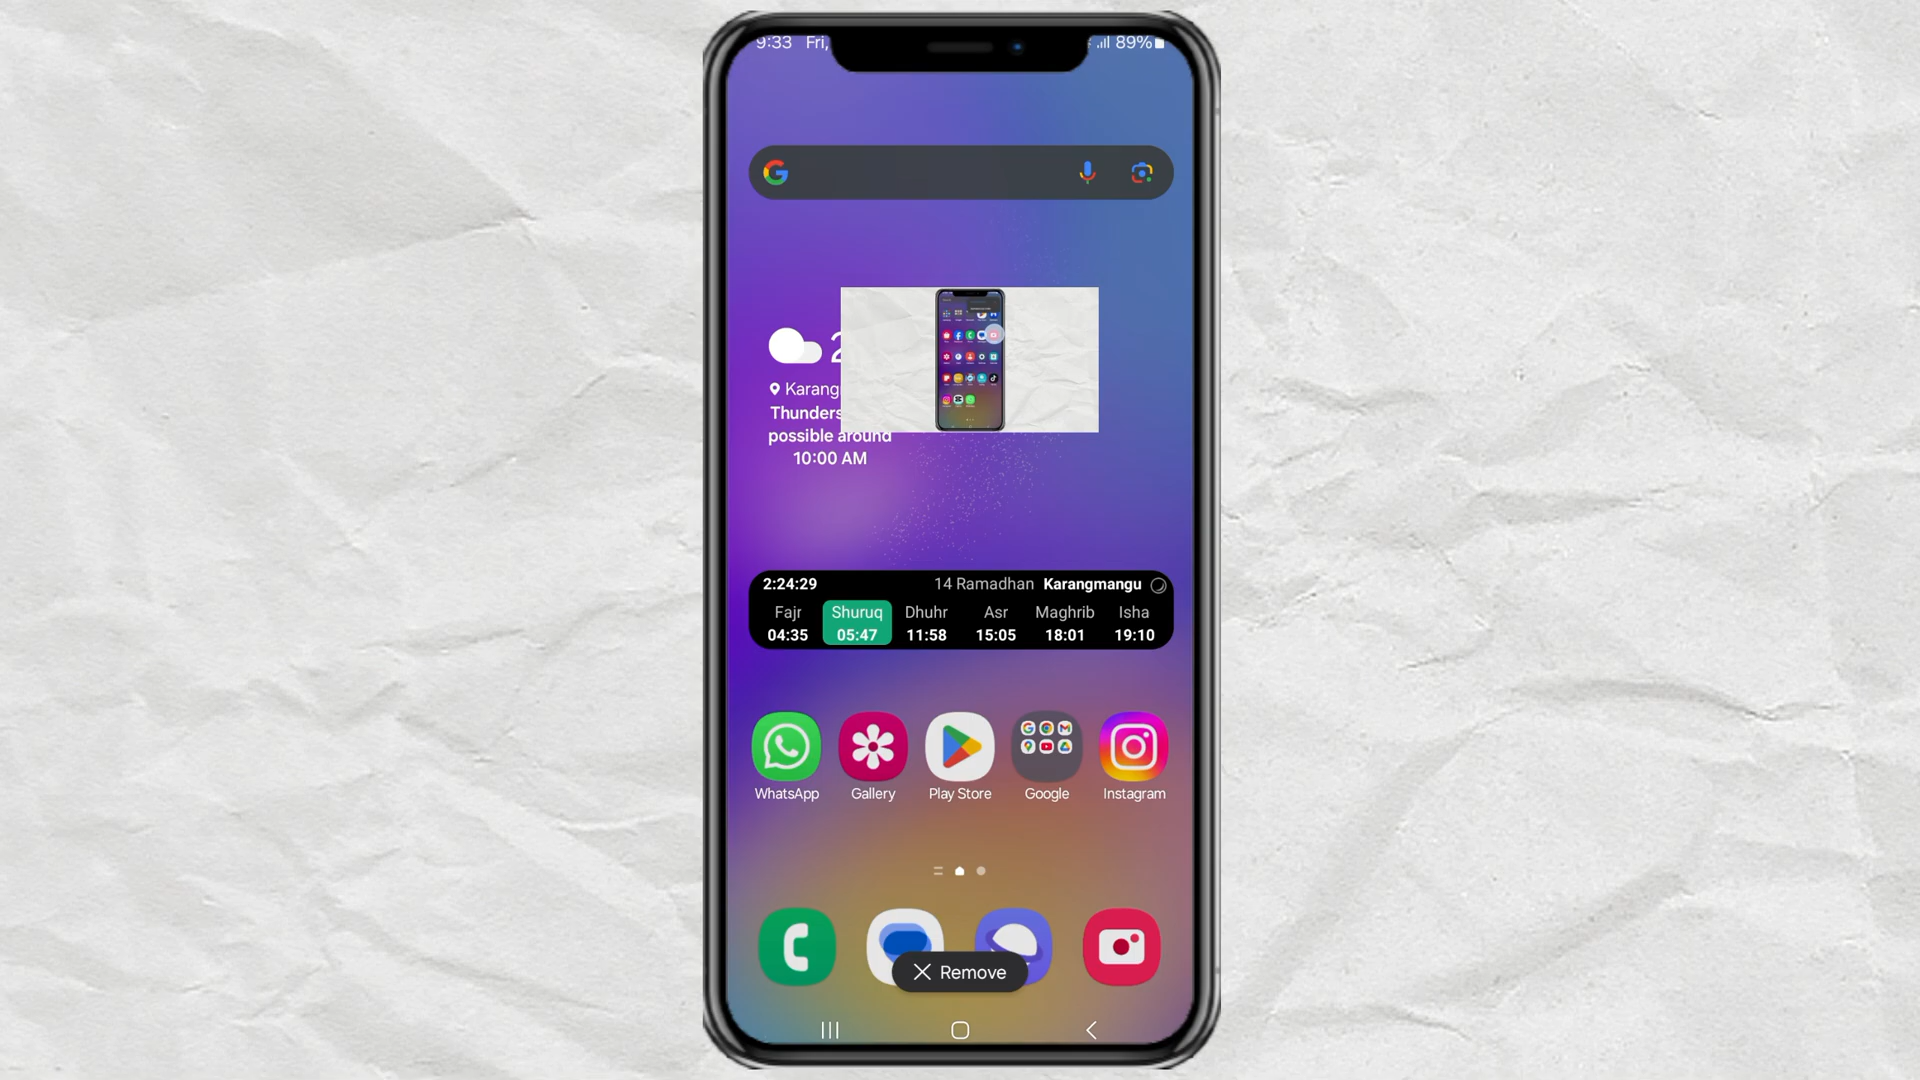 9:33 Fri, 89%
2
Karang
Thunders
possible around
10:00 AM
2:24:29 14 Ramadhan Karangmangu
Fajr Shuruq Dhuhr Asr Maghrib Isha
04:35 05:47 11:58 15:05 18:01 19:10
WhatsApp Gallery Play Store Google Instagram
Remove